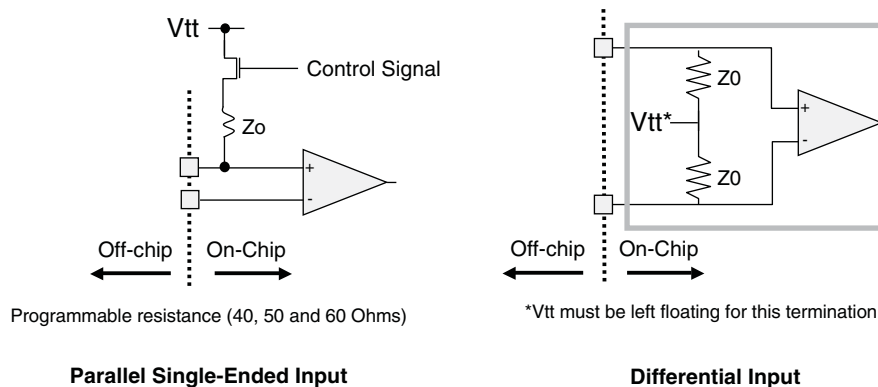 Vtt
Control Signal
Zo
+
-
Off-chip
On-Chip
Programmable resistance (40, 50 and 60 Ohms)
Parallel Single-Ended Input
Z0
Vtt*
+
-
Z0
Off-chip
On-Chip
*Vtt must be left floating for this termination
Differential Input